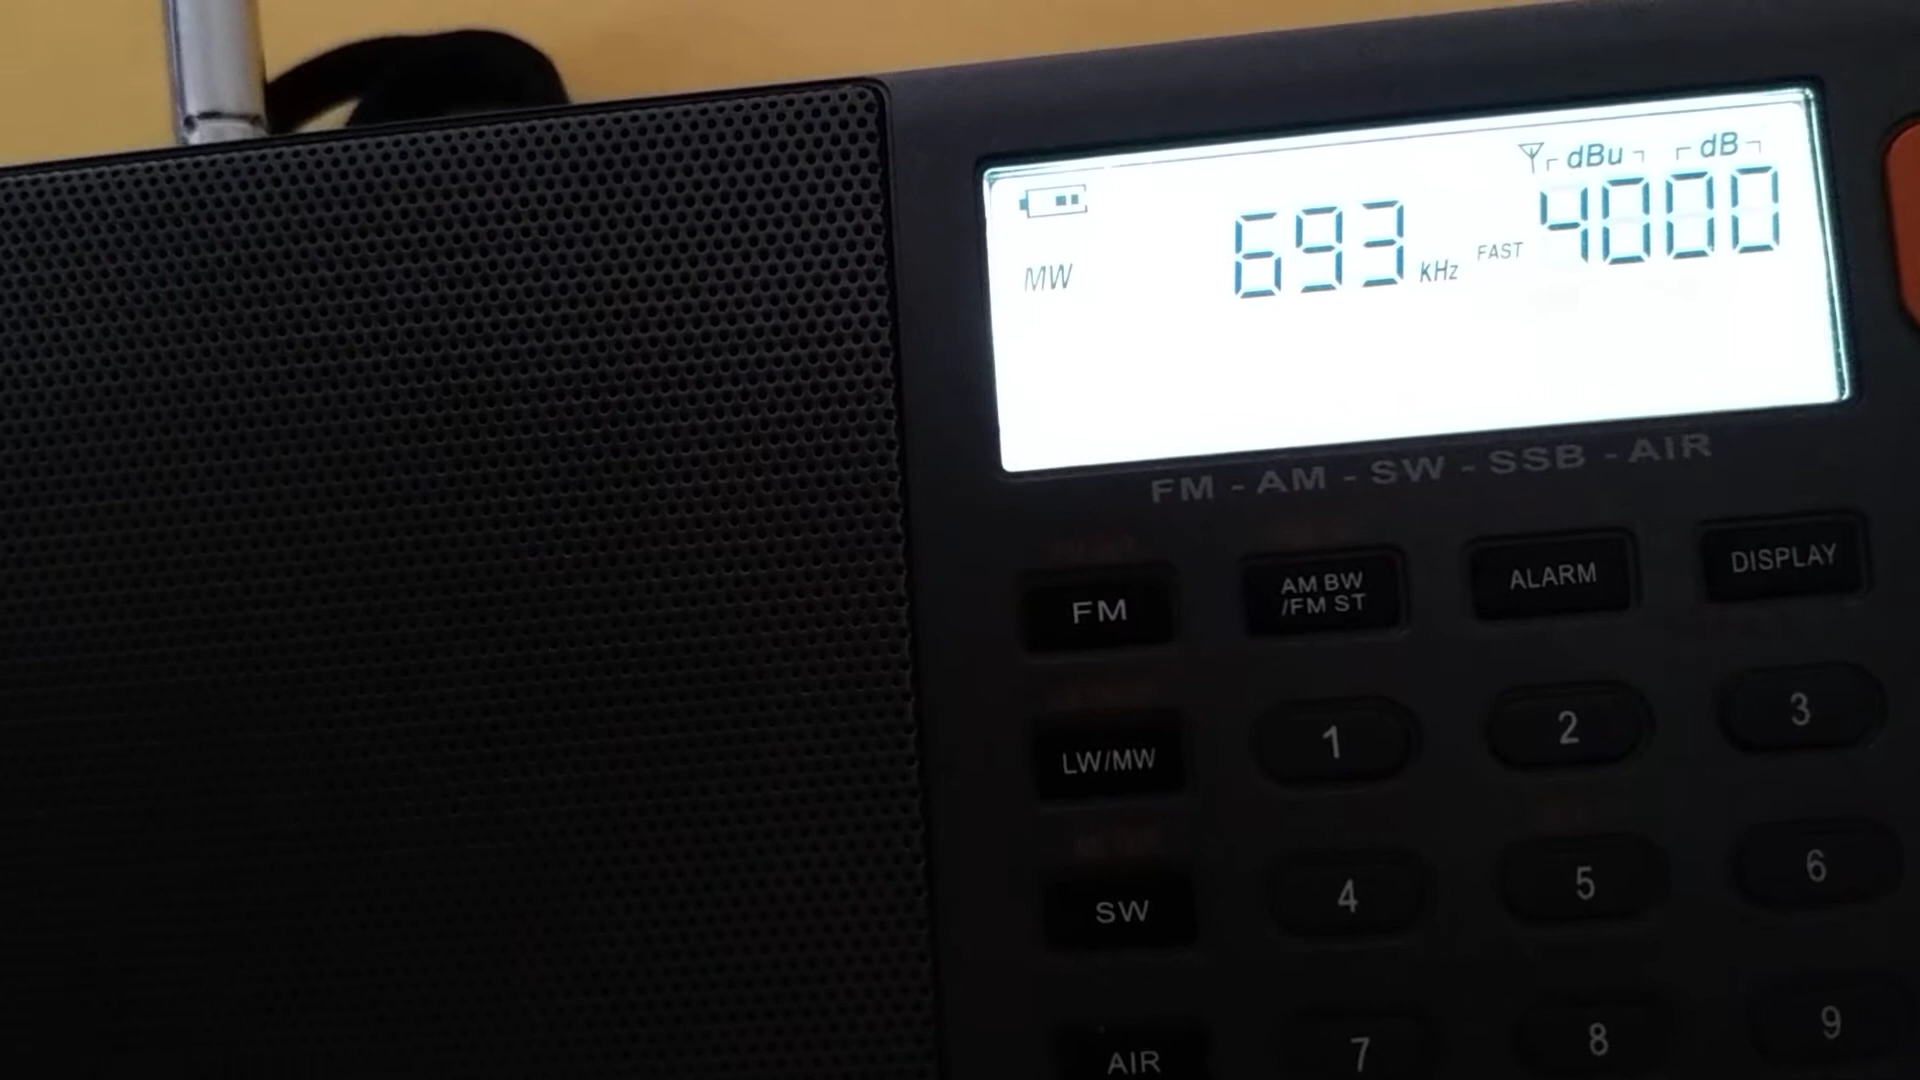 dBu dB
693 kHz FAST 4000
MW
FM - AM - SW - SSB - AIR
FM AM BW /FM ST ALARM DISPLAY
LW/MW 1 2 3
SW 4 5 6
AIR 7 8 9